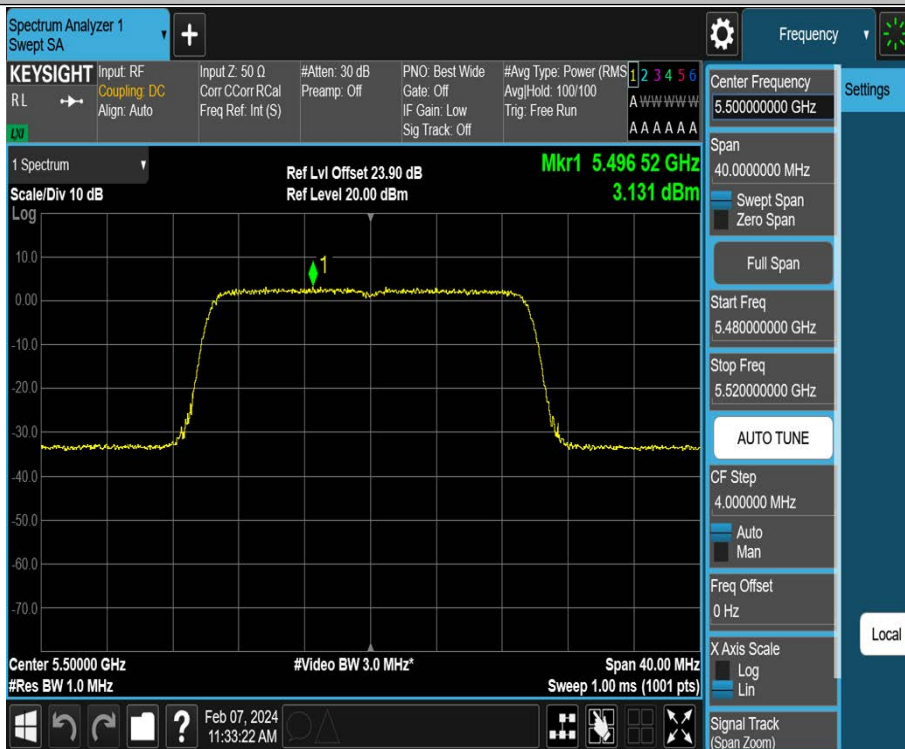 Spectrum Analyzer 1
Swept SA
Frequency
KEYSIGHT
RL
LXI
Input: RF
Coupling: DC
Align: Auto
Input Z: 50 Ω
Corr CCorr RCal
Freq Ref: Int (S)
#Atten: 30 dB
Preamp: Off
PNO: Best Wide
Gate: Off
IF Gain: Low
Sig Track: Off
#Avg Type: Power (RMS
Avg|Hold: 100/100
Trig: Free Run
1 2 3 4 5 6
A W W W W W
A A A A A A
1 Spectrum
Scale/Div 10 dB
Ref Lvl Offset 23.90 dB
Ref Level 20.00 dBm
Mkr1 5.496 52 GHz
3.131 dBm
Log
10.0
0.00
-10.0
-20.0
-30.0
-40.0
-50.0
-60.0
-70.0
1
Center 5.50000 GHz
#Res BW 1.0 MHz
#Video BW 3.0 MHz*
Span 40.00 MHz
Sweep 1.00 ms (1001 pts)
?
Feb 07, 2024
11:33:22 AM
Center Frequency
5.500000000 GHz
Span
40.0000000 MHz
Swept Span
Zero Span
Full Span
Start Freq
5.480000000 GHz
Stop Freq
5.520000000 GHz
AUTO TUNE
CF Step
4.000000 MHz
Auto
Man
Freq Offset
0 Hz
X Axis Scale
Log
Lin
Signal Track
(Span Zoom)
Settings
Local